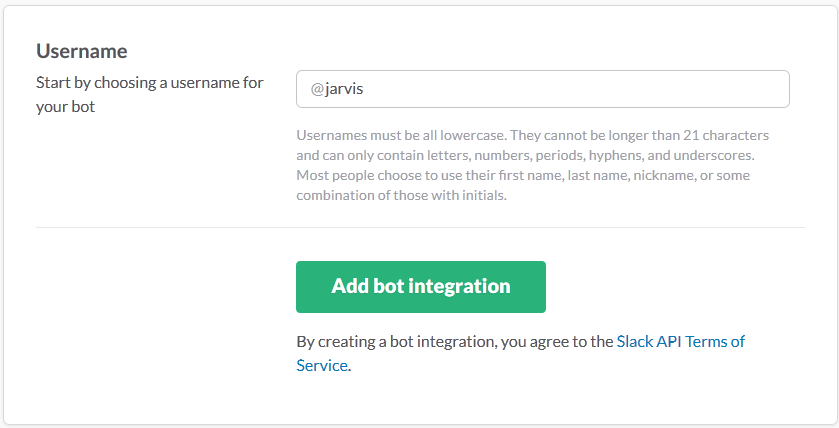 Username
Start by choosing a username for
your bot
@jarvis
Usernames must be all lowercase. They cannot be longer than 21 characters
and can only contain letters, numbers, periods, hyphens, and underscores.
Most people choose to use their first name, last name, nickname, or some
combination of those with initials.
Add bot integration
By creating a bot integration, you agree to the Slack API Terms of
Service.